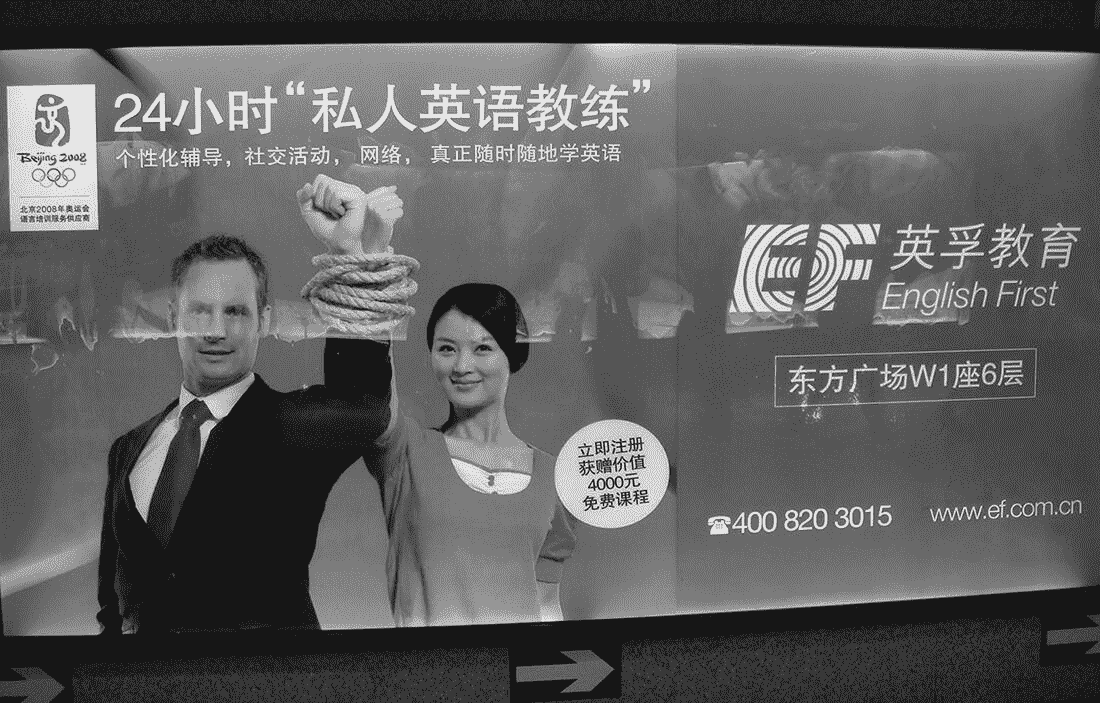 24小时“私人英语教练”
个性化辅导，社交活动， 网络， 真正随时随地学英语
Beijing 2008
北京2008年奥运会
语言培训服务供应商
EF 英孚教育
English First
东方广场W1座6层
立即注册
获赠价值
4000元
免费课程
400 820 3015 www.ef.com.cn